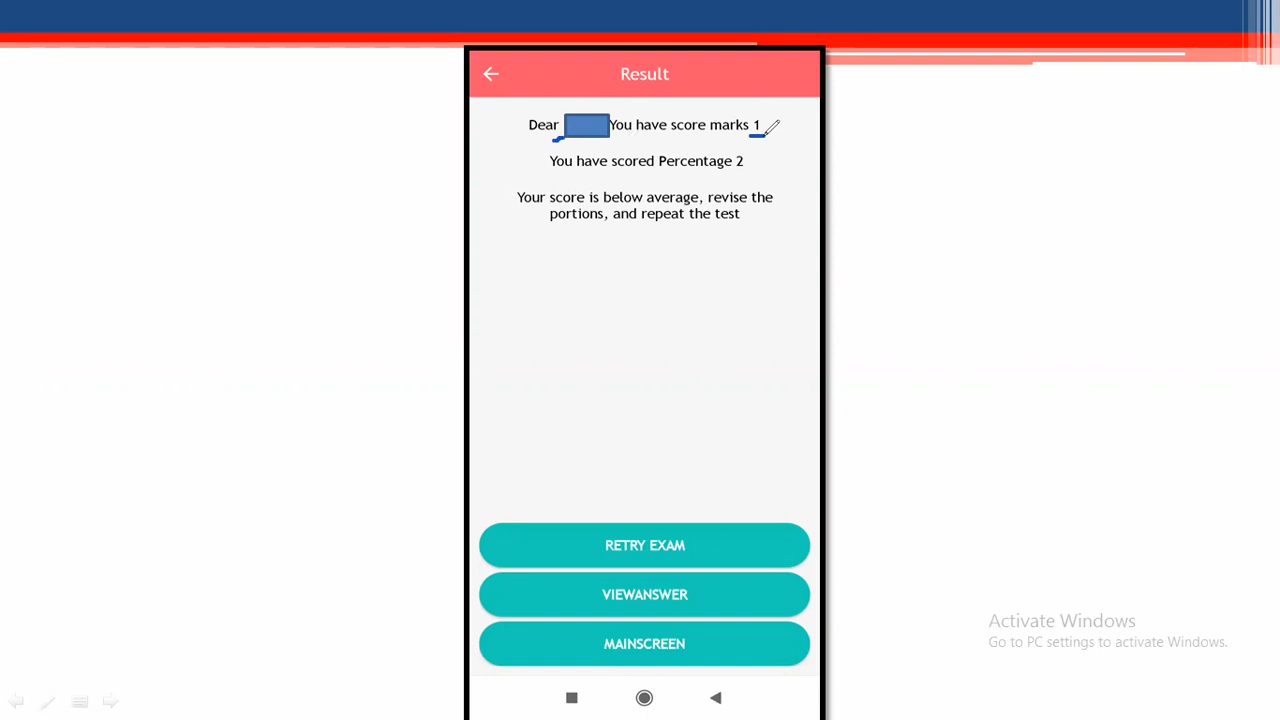 Result
Dear You have score marks 1
You have scored Percentage 2
Your score is below average, revise the
portions, and repeat the test
RETRY EXAM
VIEWANSWER
MAINSCREEN
Activate Windows
Go to PC settings to activate Windows.